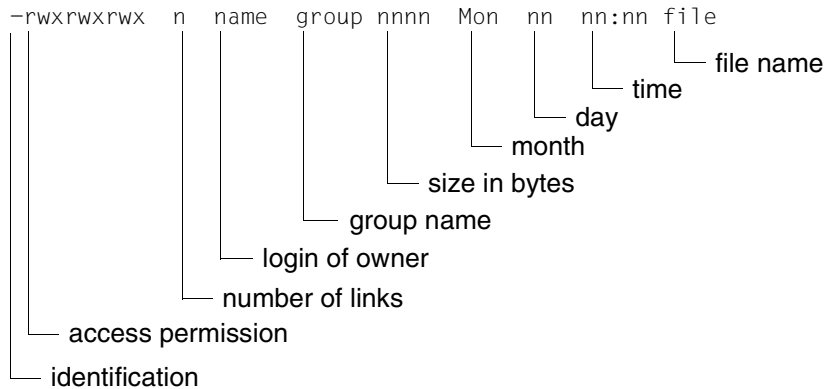 -rwxrwxrwx n name group nnnn Mon nn nn:nn file
file name
time
day
month
size in bytes
group name
login of owner
number of links
access permission
identification